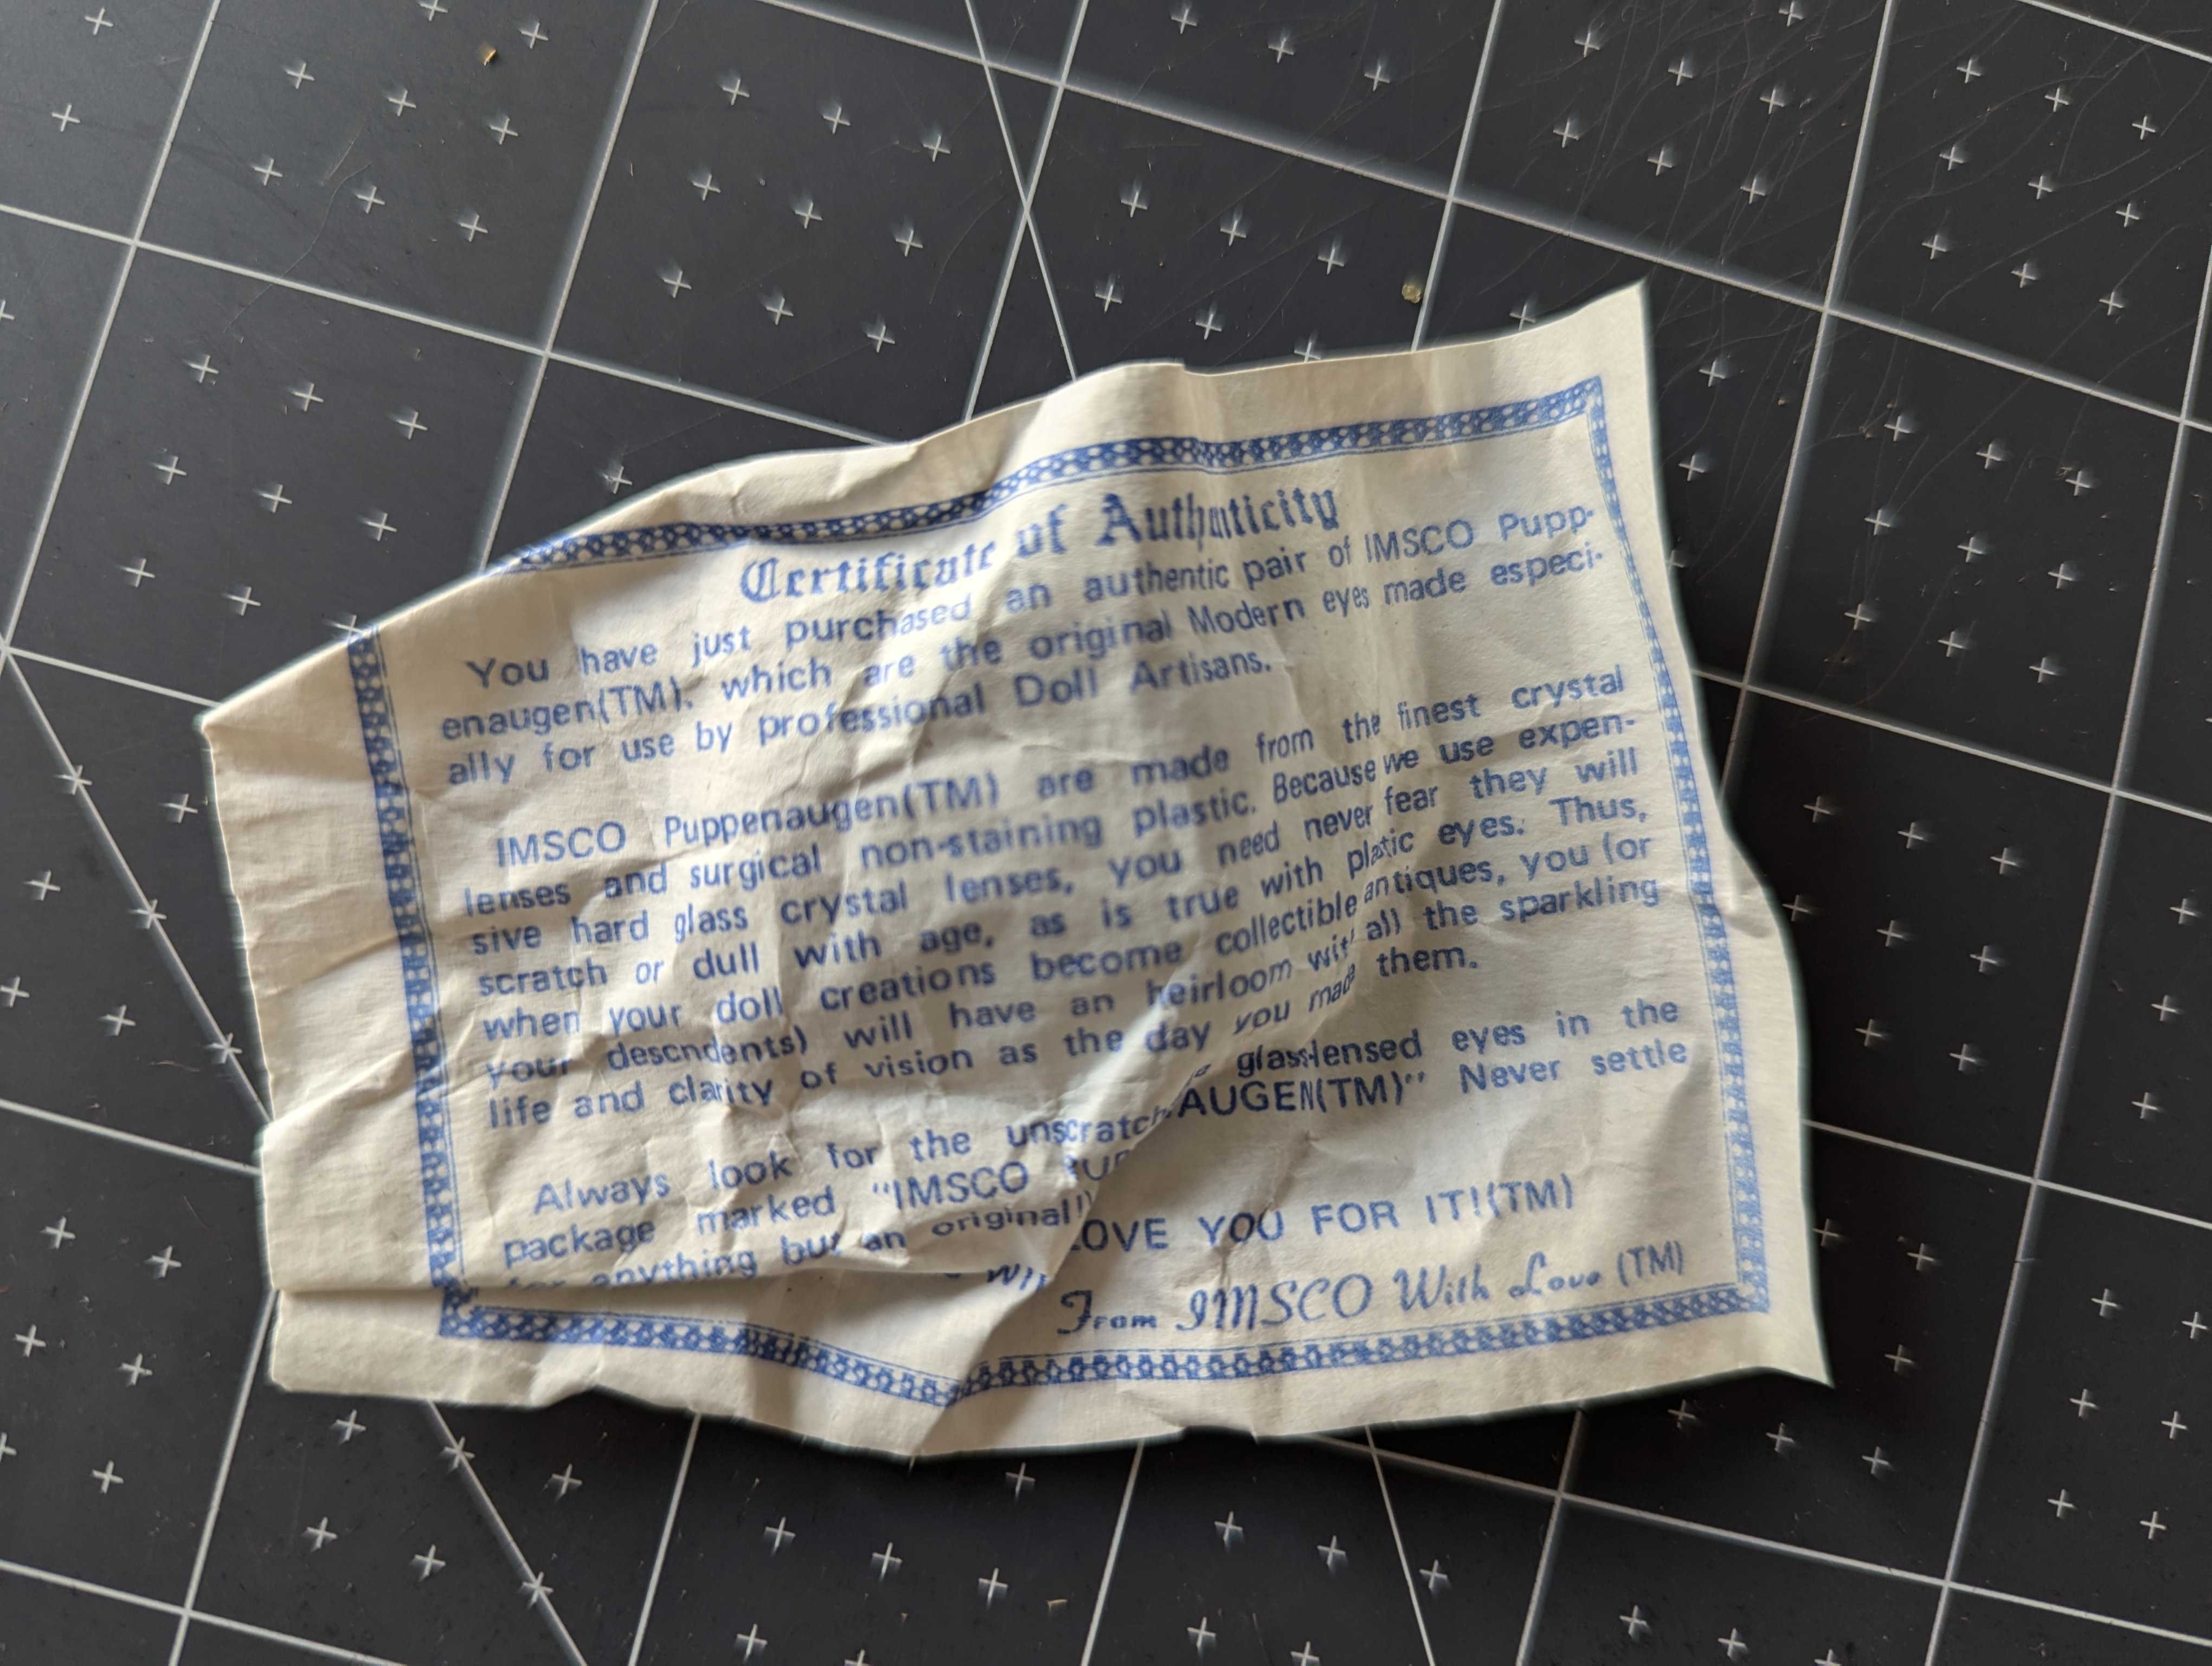 Certificate of Authenticity
You have just purchased an authentic pair of IMSCO Pupp-
enaugen(TM), which are the original Modern eyes made especi-
ally for use by professional Doll Artisans.
IMSCO Puppenaugen(TM) are made from the finest crystal
lenses and surgical non-staining plastic. Because we use expen-
sive hard glass crystal lenses, you need never fear they will
scratch or dull with age, as is true with platic eyes. Thus,
when your doll creations become collectible antiques, you (or
your descndents) will have an heirloom with all the sparkling
life and clarity of vision as the day you made them.
Always look for the unscratch glass-lensed eyes in the
package marked "IMSCO PUPAUGEN(TM)" Never settle
for anything but an original!
LOVE YOU FOR IT!(TM)
From IMSCO With Love (TM)